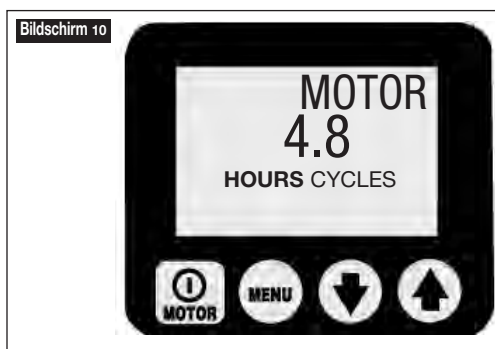 Bildschirm 10
MOTOR
4.8
HOURS CYCLES
MOTOR
MENU